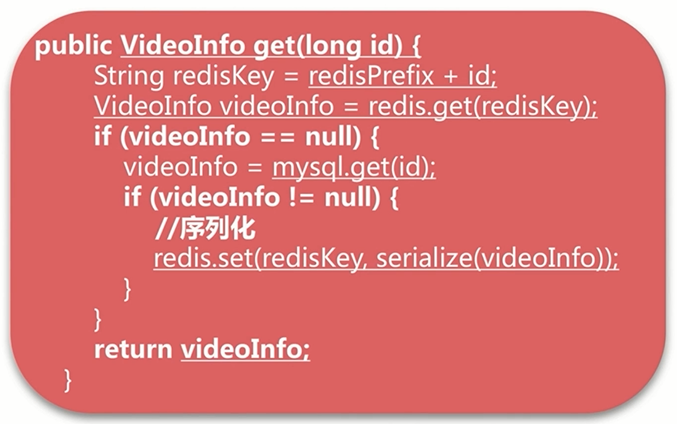 public VideoInfo get(long id) {
String redisKey = redisPrefix + id;
VideoInfo videoInfo = redis.get(redisKey);
if (videoInfo == null) {
videoInfo = mysql.get(id);
if (videoInfo != null) {
//序列化
redis.set(redisKey, serialize(videoInfo));
}
}
return videoInfo;
}